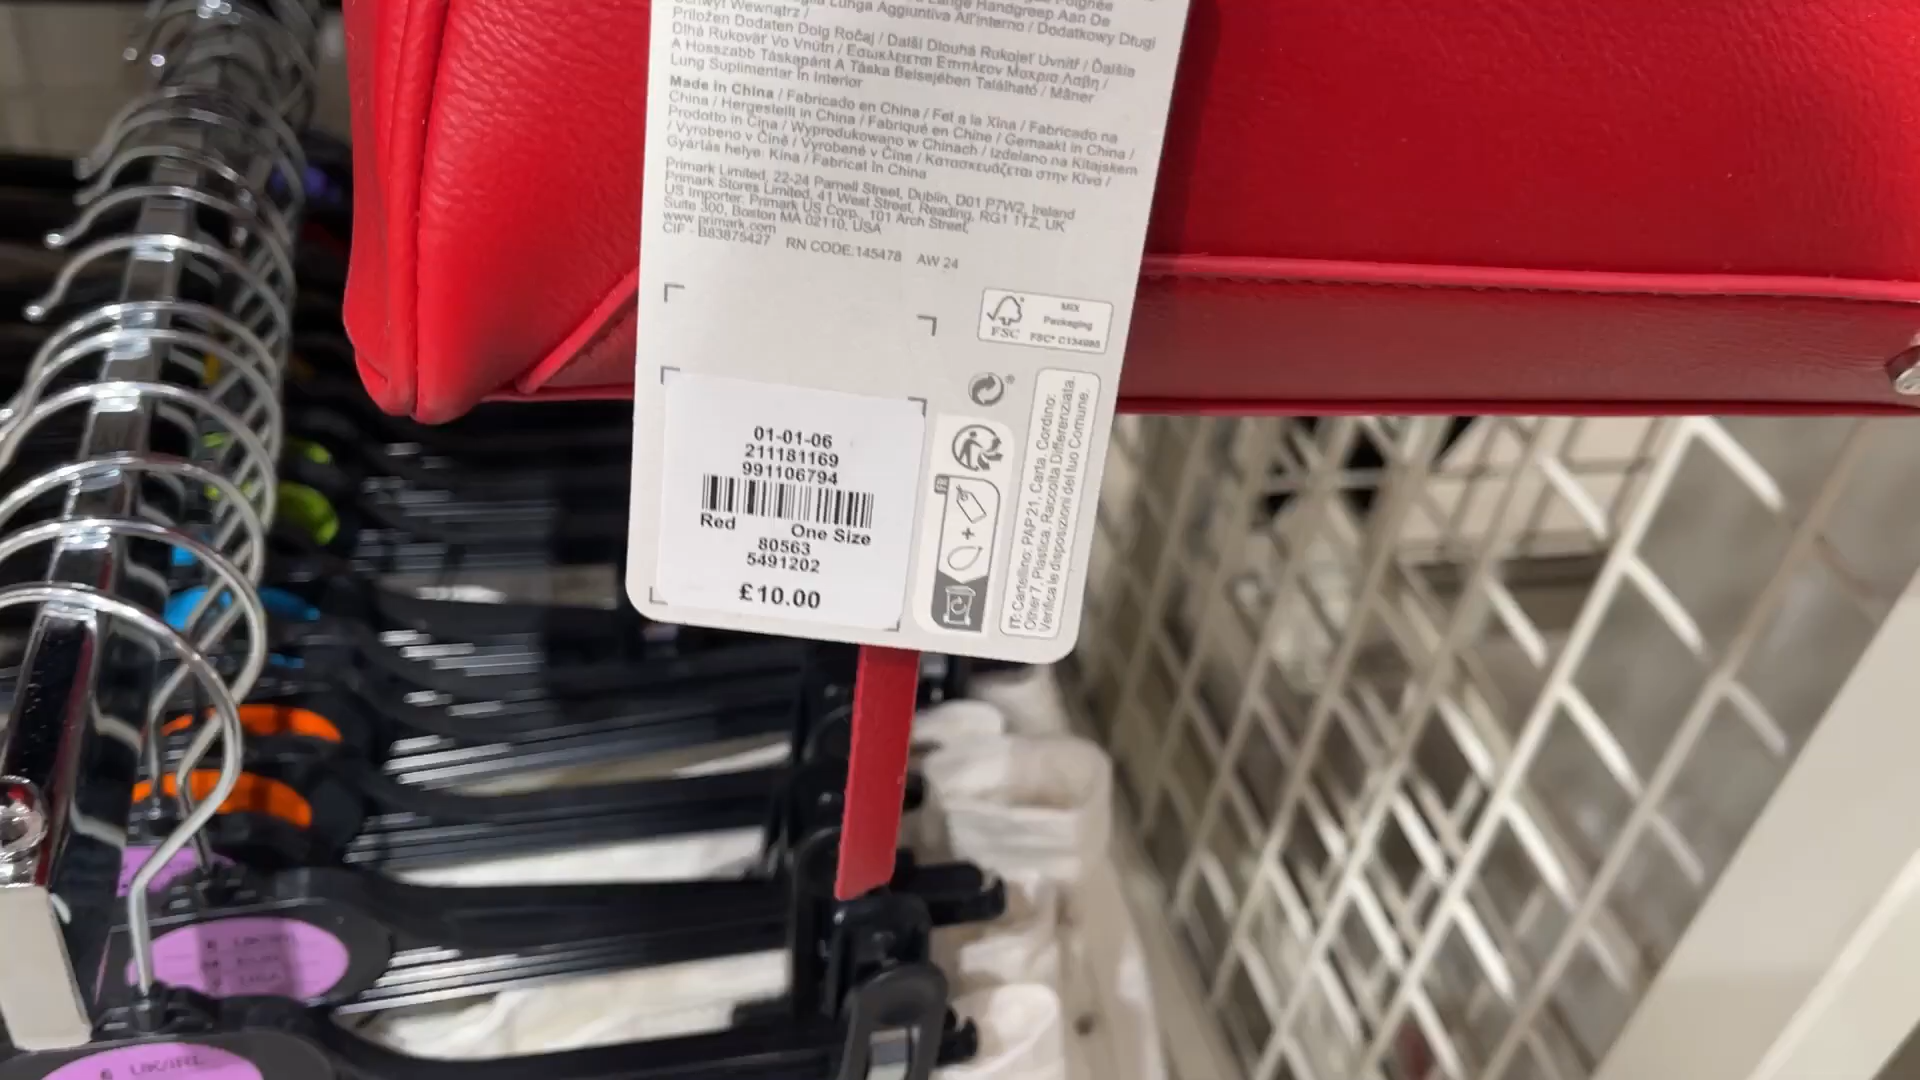 Lunga Aggiuntiva All'interno / Dodatkowy Długi
Handgreep Aan De
Wewnątrz /
Priložen Dodaten Dolg Ročaj / Další Dlouhá Rukojeť Uvnitř / Ďalšia
Dlhá Rukoväť Vo Vnútri / Εσωκλείεται Επιπλέον Μακριά Λαβή /
A Hosszabb Táskapánt A Táska Belsejében Található / Mâner
Lung Suplimentar În Interior
Made In China / Fabricado en China / Fet a la Xina / Fabricado na
China / Hergestellt in China / Fabriqué en Chine / Gemaakt in China /
Prodotto in Cina / Wyprodukowano w Chinach / Izdelano na Kitajskem
/ Vyrobeno v Číně / Vyrobené v Číne / Κατασκευάζεται στην Κίνα /
Gyártás helye: Kína / Fabricat în China
Primark Limited, 22-24 Parnell Street, Dublin, D01 P7W2, Ireland
Primark Stores Limited, 41 West Street, Reading, RG1 1TZ, UK
US Importer: Primark US Corp., 101 Arch Street,
Suite 300, Boston MA 02110, USA
www.primark.com
CIF - B83875427 RN CODE:145478 AW 24
FSC
MIX
Packaging
FSC® C134985
01-01-06
211181169
991106794
Red One Size
80563
5491202
£10.00
FR
IT: Cartellino: PAP 21, Carta. Cordino:
Other 7, Plastica. Raccolta Differenziata.
Verifica le disposizioni del tuo Comune.
UK/IRL